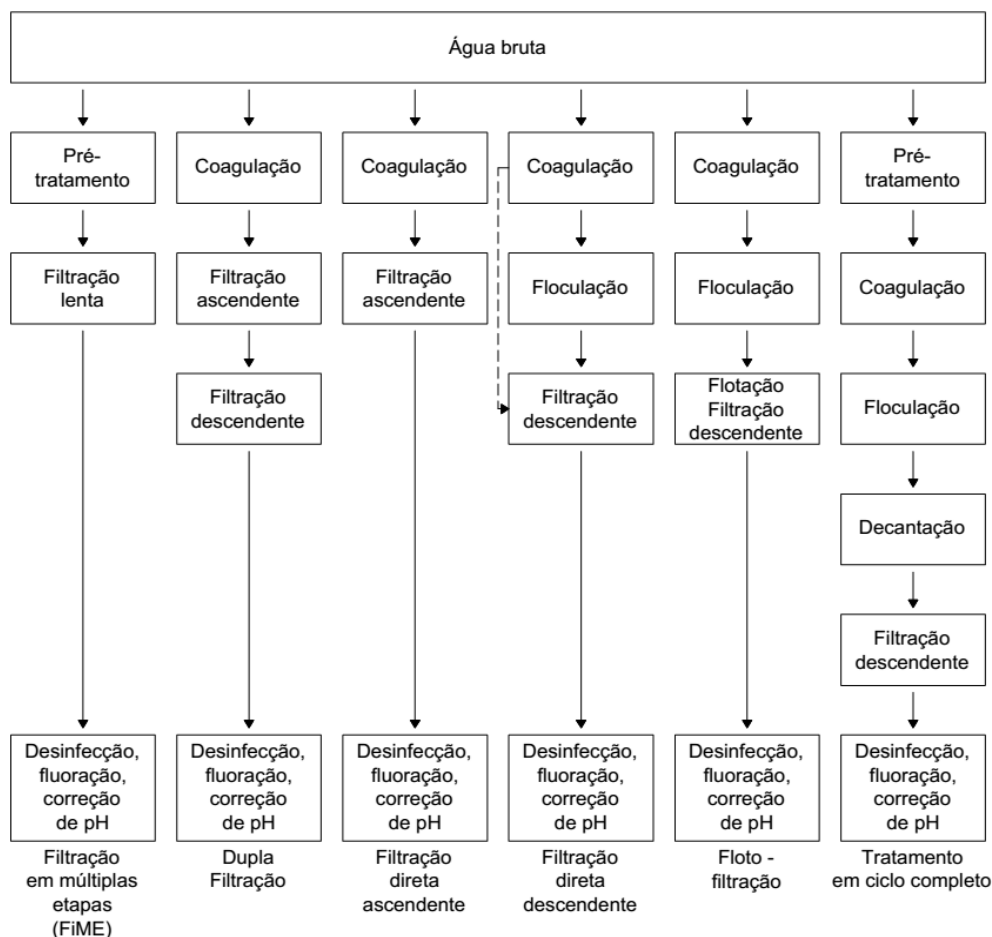 Água bruta
Pré-
tratamento
Coagulação
Coagulação
Coagulação
Coagulação
Pré-
tratamento
Filtração
lenta
Filtração
ascendente
Filtração
ascendente
Floculação
Floculação
Coagulação
Filtração
descendente
Filtração
descendente
Flotação
Filtração
descendente
Floculação
Decantação
Filtração
descendente
Desinfecção,
fluoração,
correção
de pH
Desinfecção,
fluoração,
correção
de pH
Desinfecção,
fluoração,
correção
de pH
Desinfecção,
fluoração,
correção
de pH
Desinfecção,
fluoração,
correção
de pH
Desinfecção,
fluoração,
correção
de pH
Filtração
em múltiplas
etapas
(FiME)
Dupla
Filtração
Filtração
direta
ascendente
Filtração
direta
descendente
Floto -
filtração
Tratamento
em ciclo completo